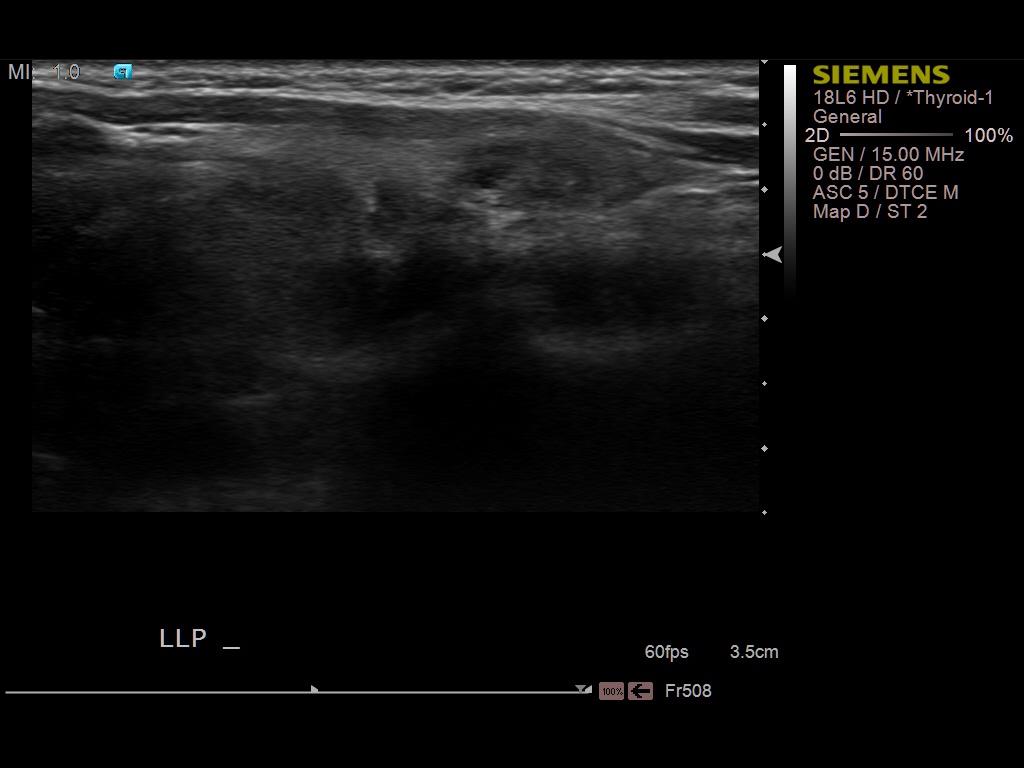 MI: 1.0
SIEMENS
18L6 HD / *Thyroid-1
General
2D 100%
GEN / 15.00 MHz
0 dB / DR 60
ASC 5 / DTCE M
Map D / ST 2
LLP _
60fps 3.5cm
100% Fr508